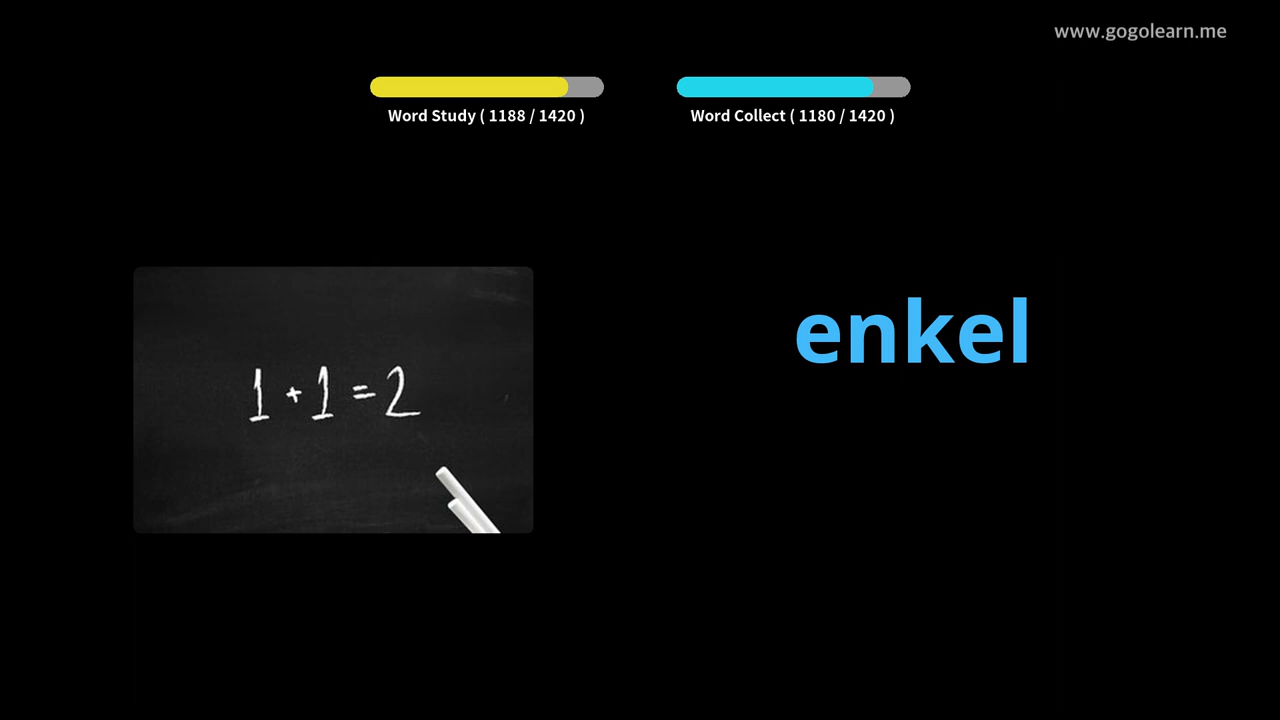 www.gogolearn.me
Word Study ( 1188 / 1420 )
Word Collect ( 1180 / 1420 )
enkel
1 + 1 = 2